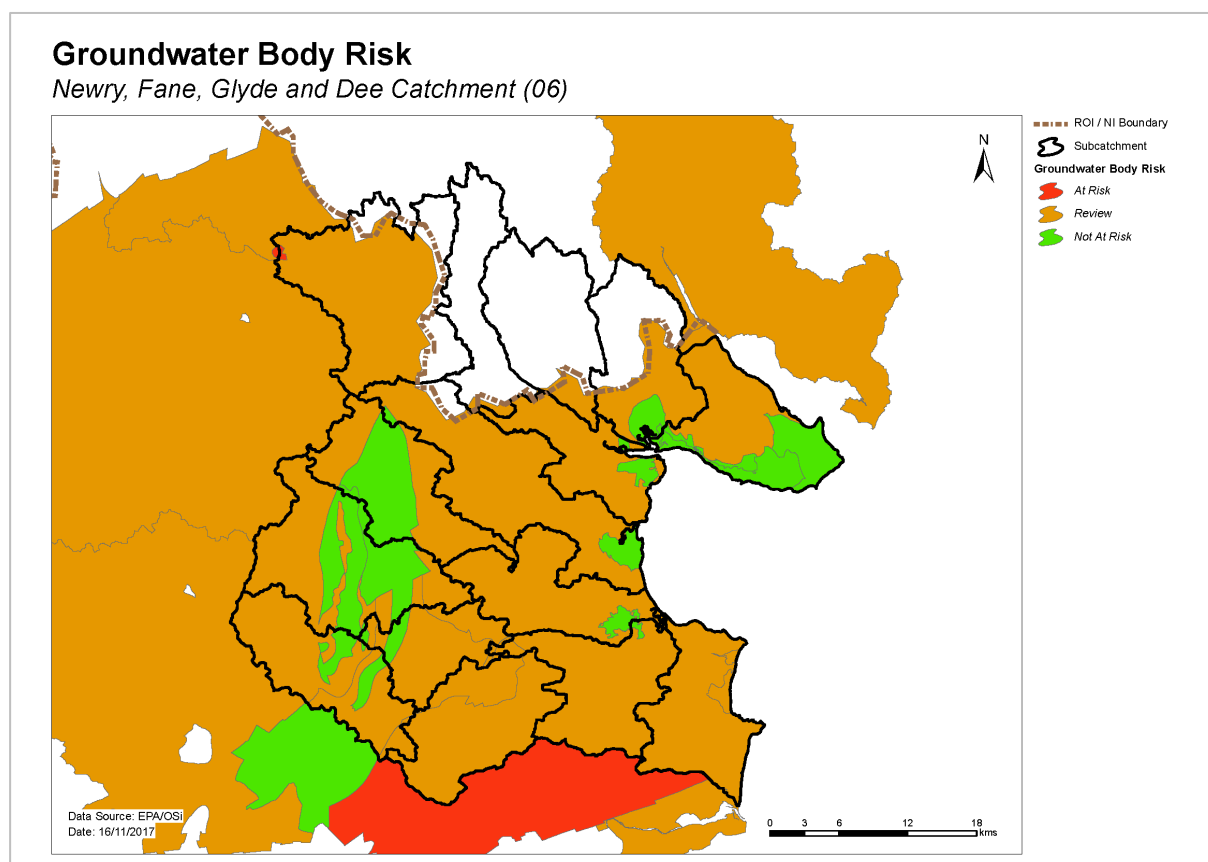 Groundwater Body Risk
Newry, Fane, Glyde and Dee Catchment (06)
N
ROI / NI Boundary
Subcatchment
Groundwater Body Risk
At Risk
Review
Not At Risk
Data Source: EPA/OSi
Date: 16/11/2017
0 3 6 12 18
kms